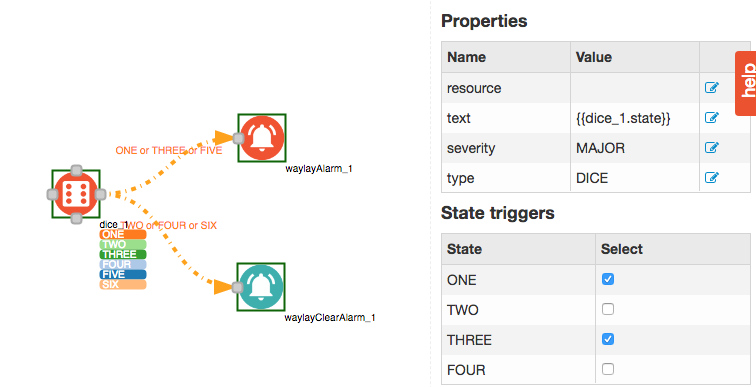 ONE or THREE or FIVE
waylayAlarm_1
dice_1
TWO or FOUR or SIX
ONE
TWO
THREE
FOUR
FIVE
SIX
waylayClearAlarm_1
Properties
Name Value
resource
text {{dice_1.state}}
severity MAJOR
type DICE
help
State triggers
State Select
ONE
TWO
THREE
FOUR